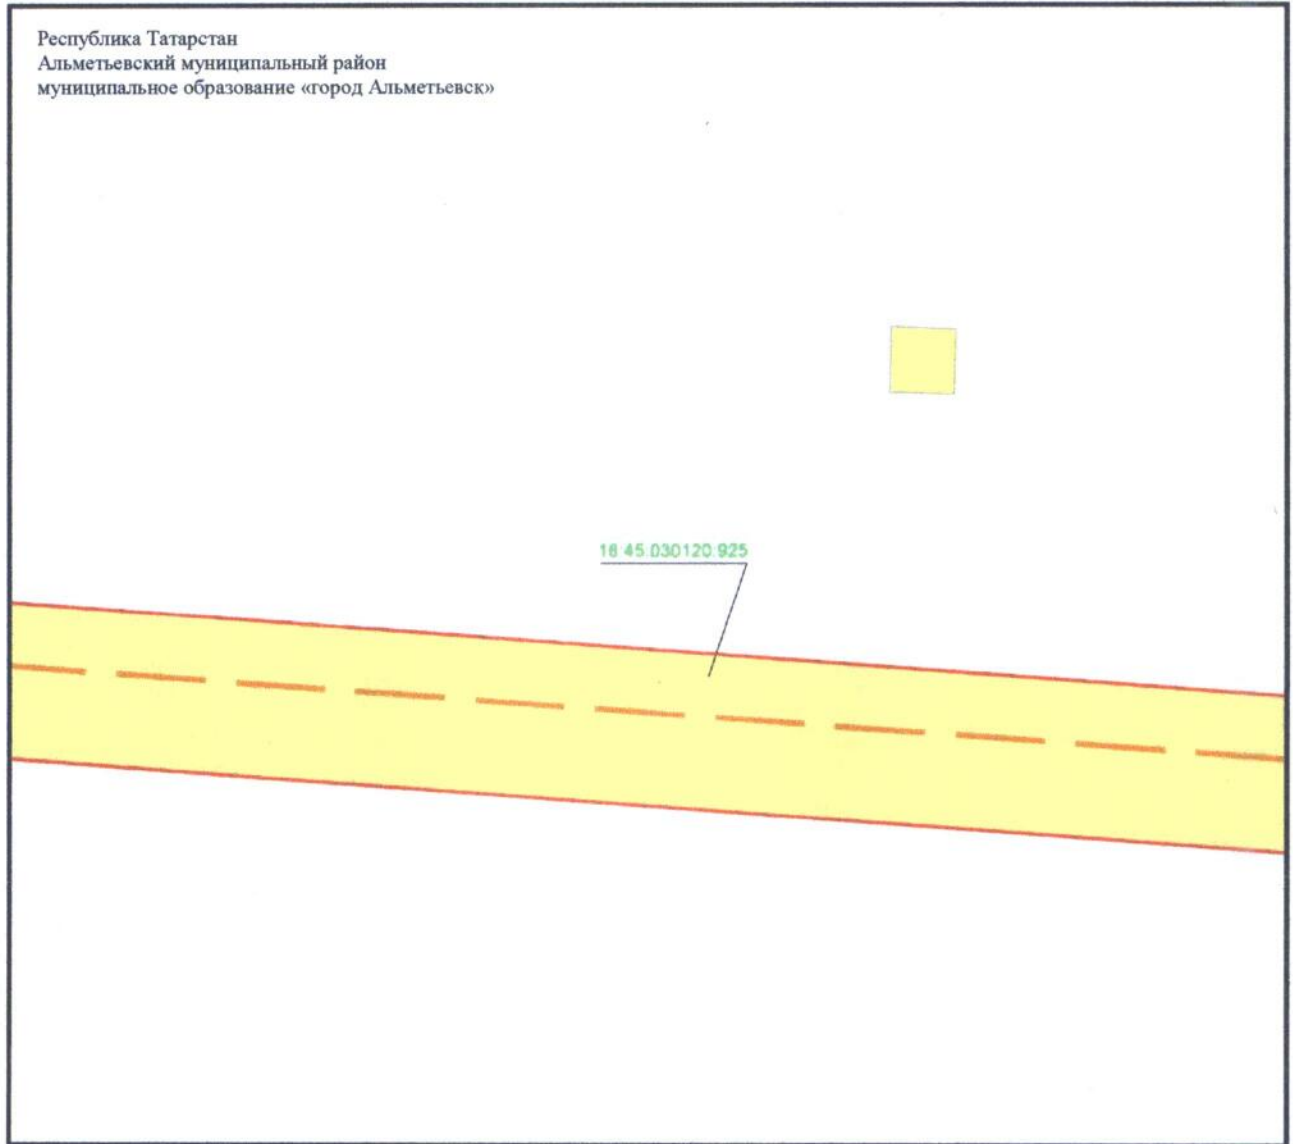 Республика Татарстан
Альметьевский муниципальный район
муниципальное образование «город Альметьевск»
16:45:030120:925